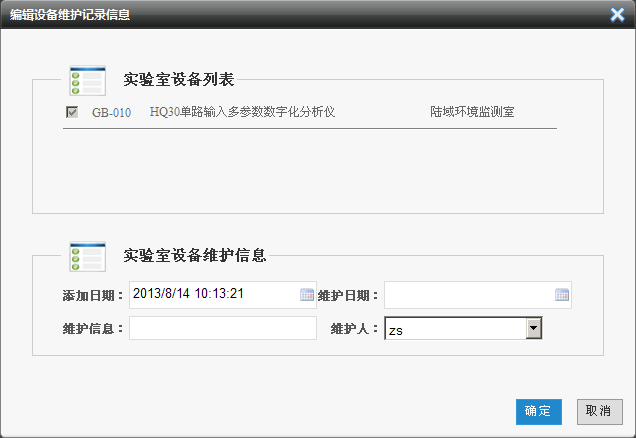 编辑设备维护记录信息
实验室设备列表
GB-010 HQ30单路输入多参数数字化分析仪 陆域环境监测室
实验室设备维护信息
添加日期： 2013/8/14 10:13:21 维护日期：
维护信息： 维护人： zs
确定 取消